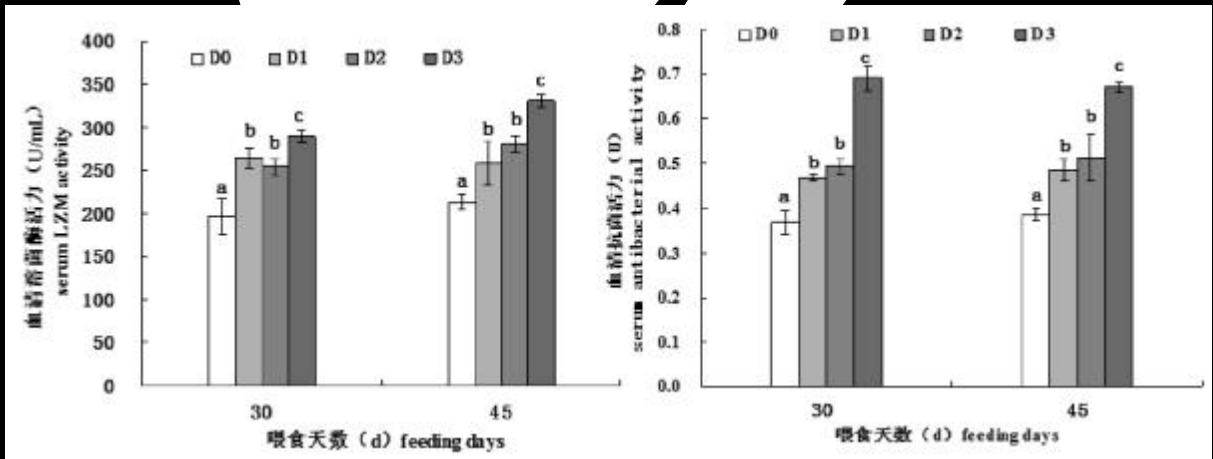 400
350
300
250
200
150
100
50
0
D0 D1 D2 D3
a b b c
a b b c
30 45
喂食天数（d）feeding days
血清溶菌酶活力（U/mL）
serum LZM activity
0.8
0.7
0.6
0.5
0.4
0.3
0.2
0.1
0.0
D0 D1 D2 D3
a b b c
a b b c
30 45
喂食天数（d）feeding days
血清抗菌活力（U）
serum antibacterial activity